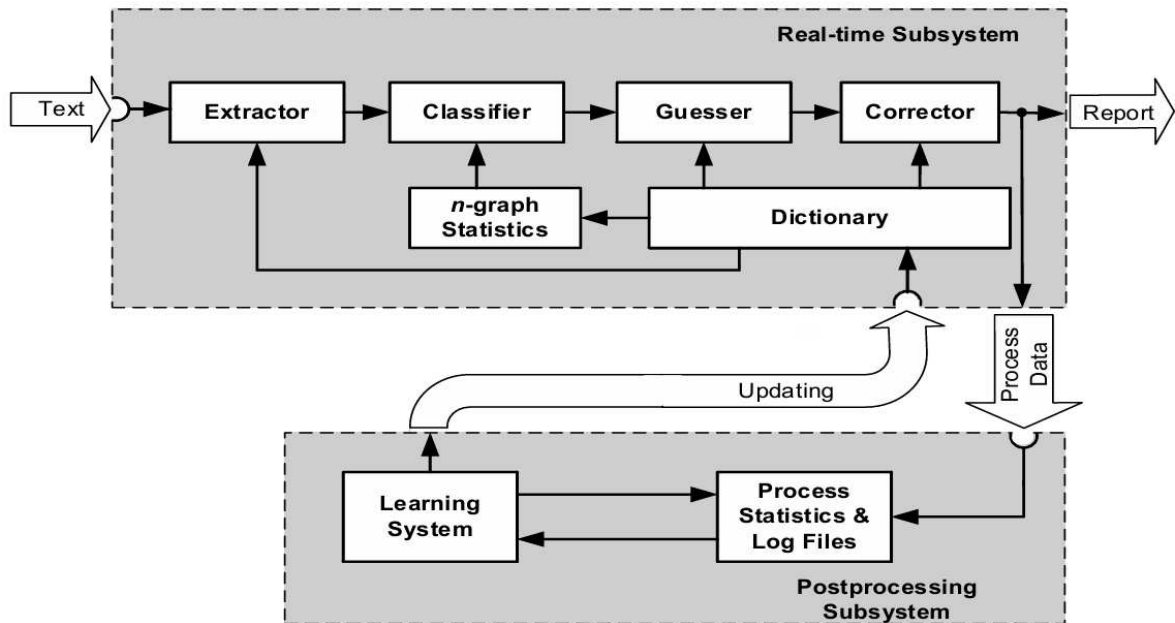 Real-time Subsystem
Text
Extractor
Classifier
Guesser
Corrector
Report
n-graph
Statistics
Dictionary
Process
Data
Updating
Learning
System
Process
Statistics &
Log Files
Postprocessing
Subsystem